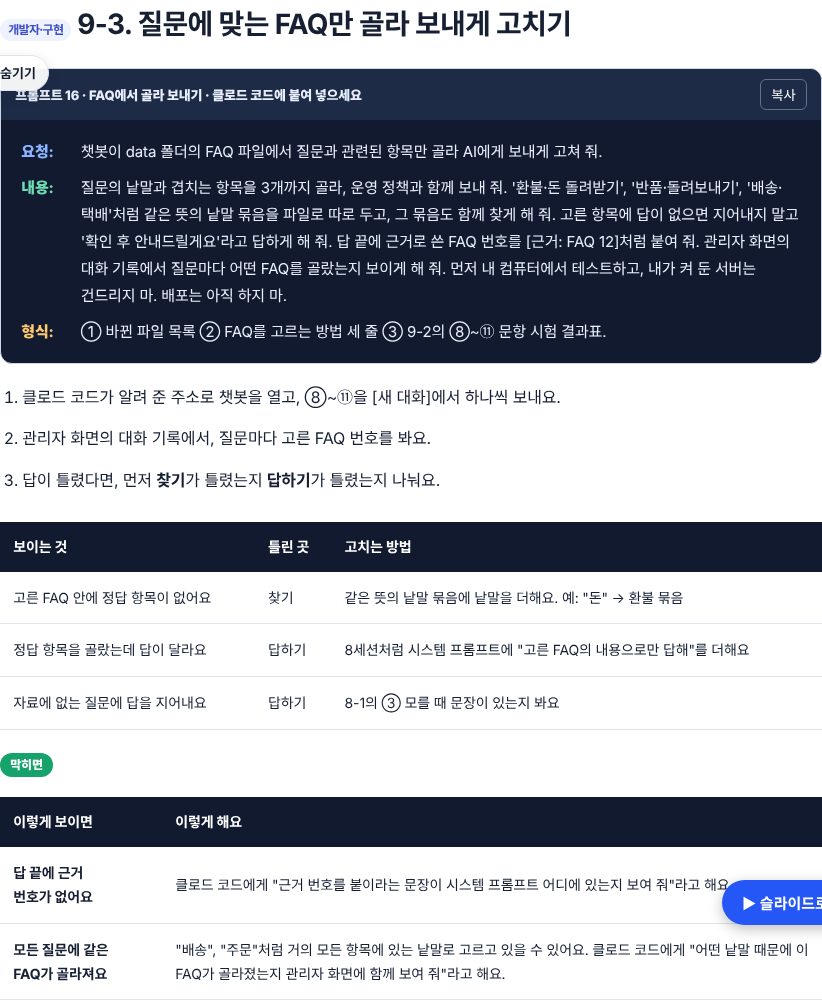 개발자·구현 9-3. 질문에 맞는 FAQ만 골라 보내게 고치기
숨기기
프롬프트 16 · FAQ에서 골라 보내기 · 클로드 코드에 붙여 넣으세요
복사
요청: 챗봇이 data 폴더의 FAQ 파일에서 질문과 관련된 항목만 골라 AI에게 보내게 고쳐 줘.
내용: 질문의 낱말과 겹치는 항목을 3개까지 골라, 운영 정책과 함께 보내 줘. '환불·돈 돌려받기', '반품·돌려보내기', '배송·
택배'처럼 같은 뜻의 낱말 묶음을 파일로 따로 두고, 그 묶음도 함께 찾게 해 줘. 고른 항목에 답이 없으면 지어내지 말고
'확인 후 안내드릴게요'라고 답하게 해 줘. 답 끝에 근거로 쓴 FAQ 번호를 [근거: FAQ 12]처럼 붙여 줘. 관리자 화면의
대화 기록에서 질문마다 어떤 FAQ를 골랐는지 보이게 해 줘. 먼저 내 컴퓨터에서 테스트하고, 내가 켜 둔 서버는
건드리지 마. 배포는 아직 하지 마.
형식: ① 바뀐 파일 목록 ② FAQ를 고르는 방법 세 줄 ③ 9-2의 ⑧~⑪ 문항 시험 결과표.
1. 클로드 코드가 알려 준 주소로 챗봇을 열고, ⑧~⑪을 [새 대화]에서 하나씩 보내요.
2. 관리자 화면의 대화 기록에서, 질문마다 고른 FAQ 번호를 봐요.
3. 답이 틀렸다면, 먼저 찾기가 틀렸는지 답하기가 틀렸는지 나눠요.
보이는 것 틀린 곳 고치는 방법
고른 FAQ 안에 정답 항목이 없어요 찾기 같은 뜻의 낱말 묶음에 낱말을 더해요. 예: "돈" → 환불 묶음
정답 항목을 골랐는데 답이 달라요 답하기 8세션처럼 시스템 프롬프트에 "고른 FAQ의 내용으로만 답해"를 더해요
자료에 없는 질문에 답을 지어내요 답하기 8-1의 ③ 모를 때 문장이 있는지 봐요
막히면
이렇게 보이면 이렇게 해요
답 끝에 근거
번호가 없어요
클로드 코드에게 "근거 번호를 붙이라는 문장이 시스템 프롬프트 어디에 있는지 보여 줘"라고 해요
▶ 슬라이드로
모든 질문에 같은
FAQ가 골라져요
"배송", "주문"처럼 거의 모든 항목에 있는 낱말로 고르고 있을 수 있어요. 클로드 코드에게 "어떤 낱말 때문에 이
FAQ가 골라졌는지 관리자 화면에 함께 보여 줘"라고 해요.